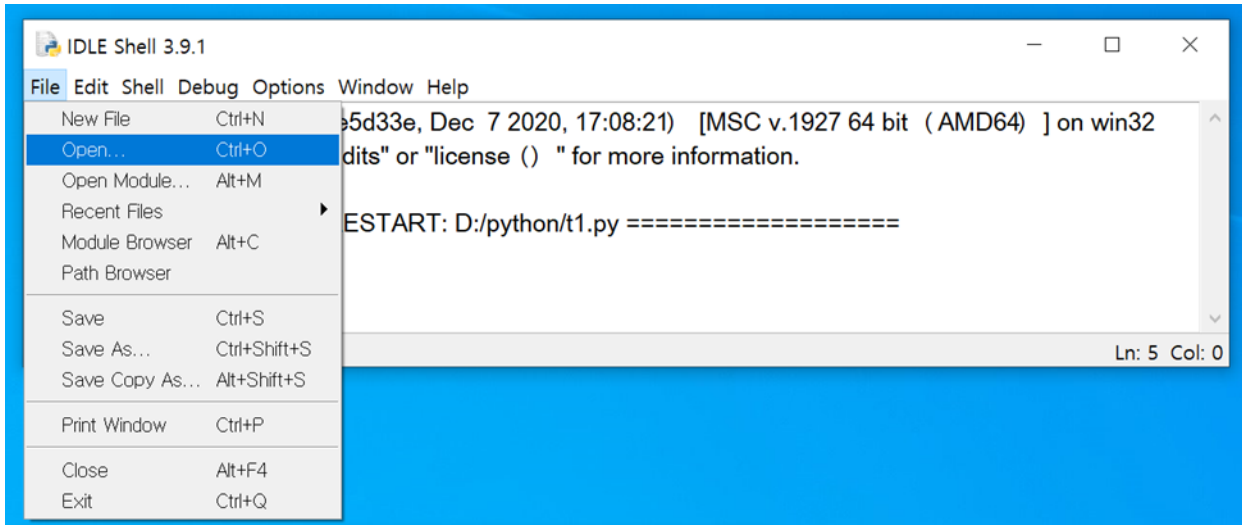 IDLE Shell 3.9.1
File Edit Shell Debug Options Window Help
New File Ctrl+N
Open... Ctrl+O
Open Module... Alt+M
Recent Files
Module Browser Alt+C
Path Browser
Save Ctrl+S
Save As... Ctrl+Shift+S
Save Copy As... Alt+Shift+S
Print Window Ctrl+P
Close Alt+F4
Exit Ctrl+Q
e5d33e, Dec 7 2020, 17:08:21) [MSC v.1927 64 bit (AMD64) ] on win32
dits" or "license () " for more information.
ESTART: D:/python/t1.py ===================
Ln: 5 Col: 0